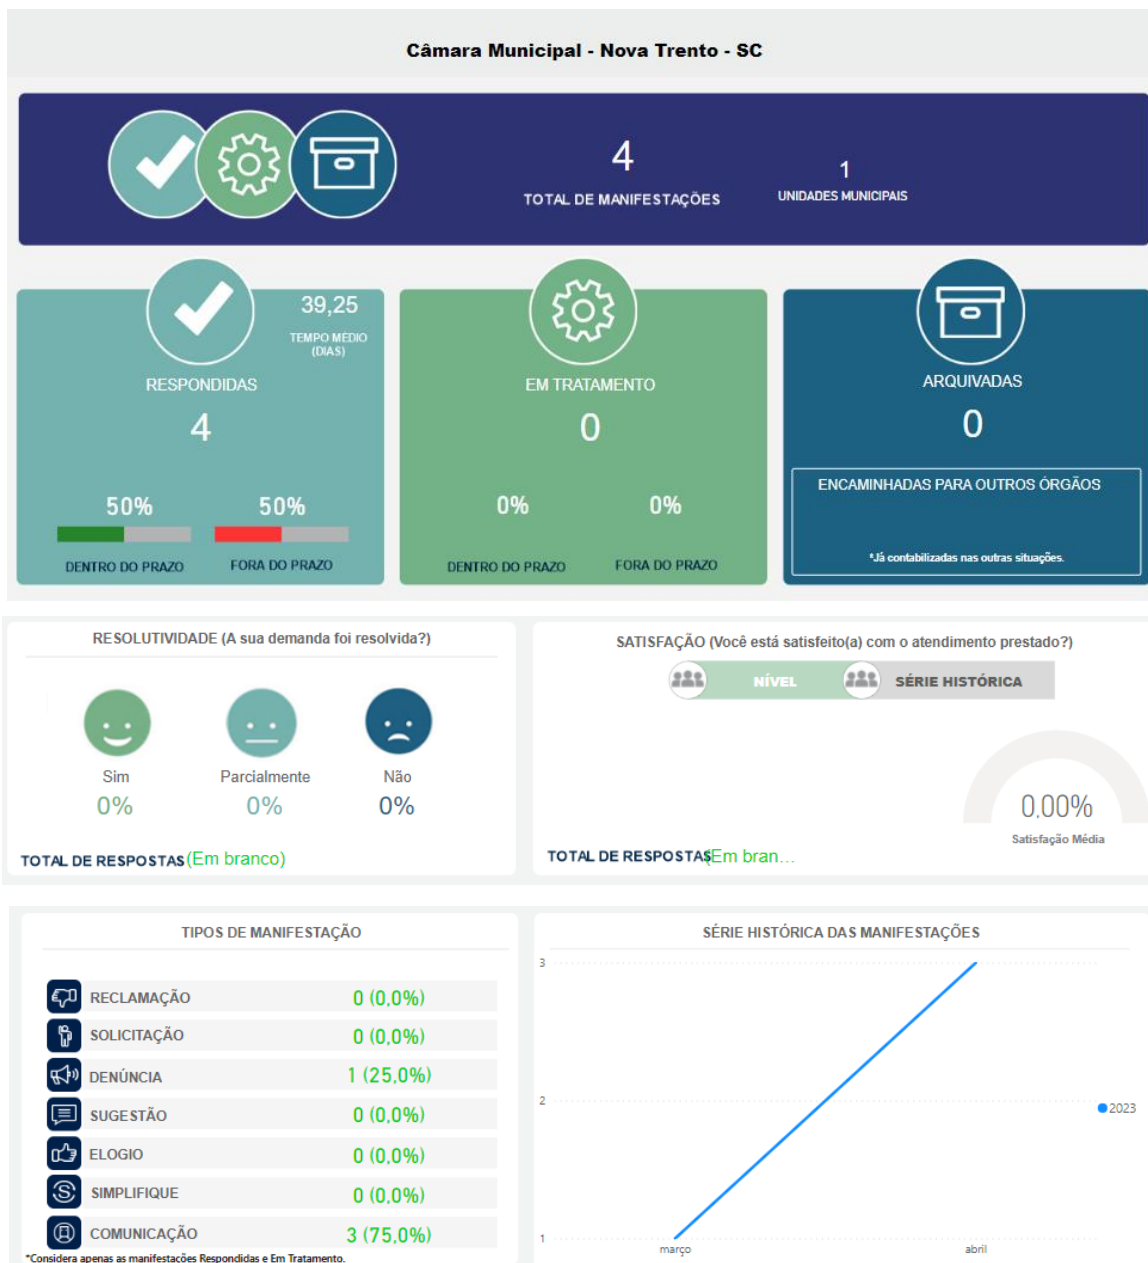 Câmara Municipal - Nova Trento - SC
4
TOTAL DE MANIFESTAÇÕES
1
UNIDADES MUNICIPAIS
39,25
TEMPO MÉDIO
(DIAS)
RESPONDIDAS
4
50%
50%
DENTRO DO PRAZO
FORA DO PRAZO
EM TRATAMENTO
0
0%
0%
DENTRO DO PRAZO
FORA DO PRAZO
ARQUIVADAS
0
ENCAMINHADAS PARA OUTROS ÓRGÃOS
*Já contabilizadas nas outras situações.
RESOLUTIVIDADE (A sua demanda foi resolvida?)
Sim
Parcialmente
Não
0%
0%
0%
TOTAL DE RESPOSTAS (Em branco)
SATISFAÇÃO (Você está satisfeito(a) com o atendimento prestado?)
NÍVEL
SÉRIE HISTÓRICA
0,00%
Satisfação Média
TOTAL DE RESPOSTAS (Em bran...
TIPOS DE MANIFESTAÇÃO
RECLAMAÇÃO 0 (0,0%)
SOLICITAÇÃO 0 (0,0%)
DENÚNCIA 1 (25,0%)
SUGESTÃO 0 (0,0%)
ELOGIO 0 (0,0%)
SIMPLIFIQUE 0 (0,0%)
COMUNICAÇÃO 3 (75,0%)
*Considera apenas as manifestações Respondidas e Em Tratamento.
SÉRIE HISTÓRICA DAS MANIFESTAÇÕES
3
2
1
março
abril
2023